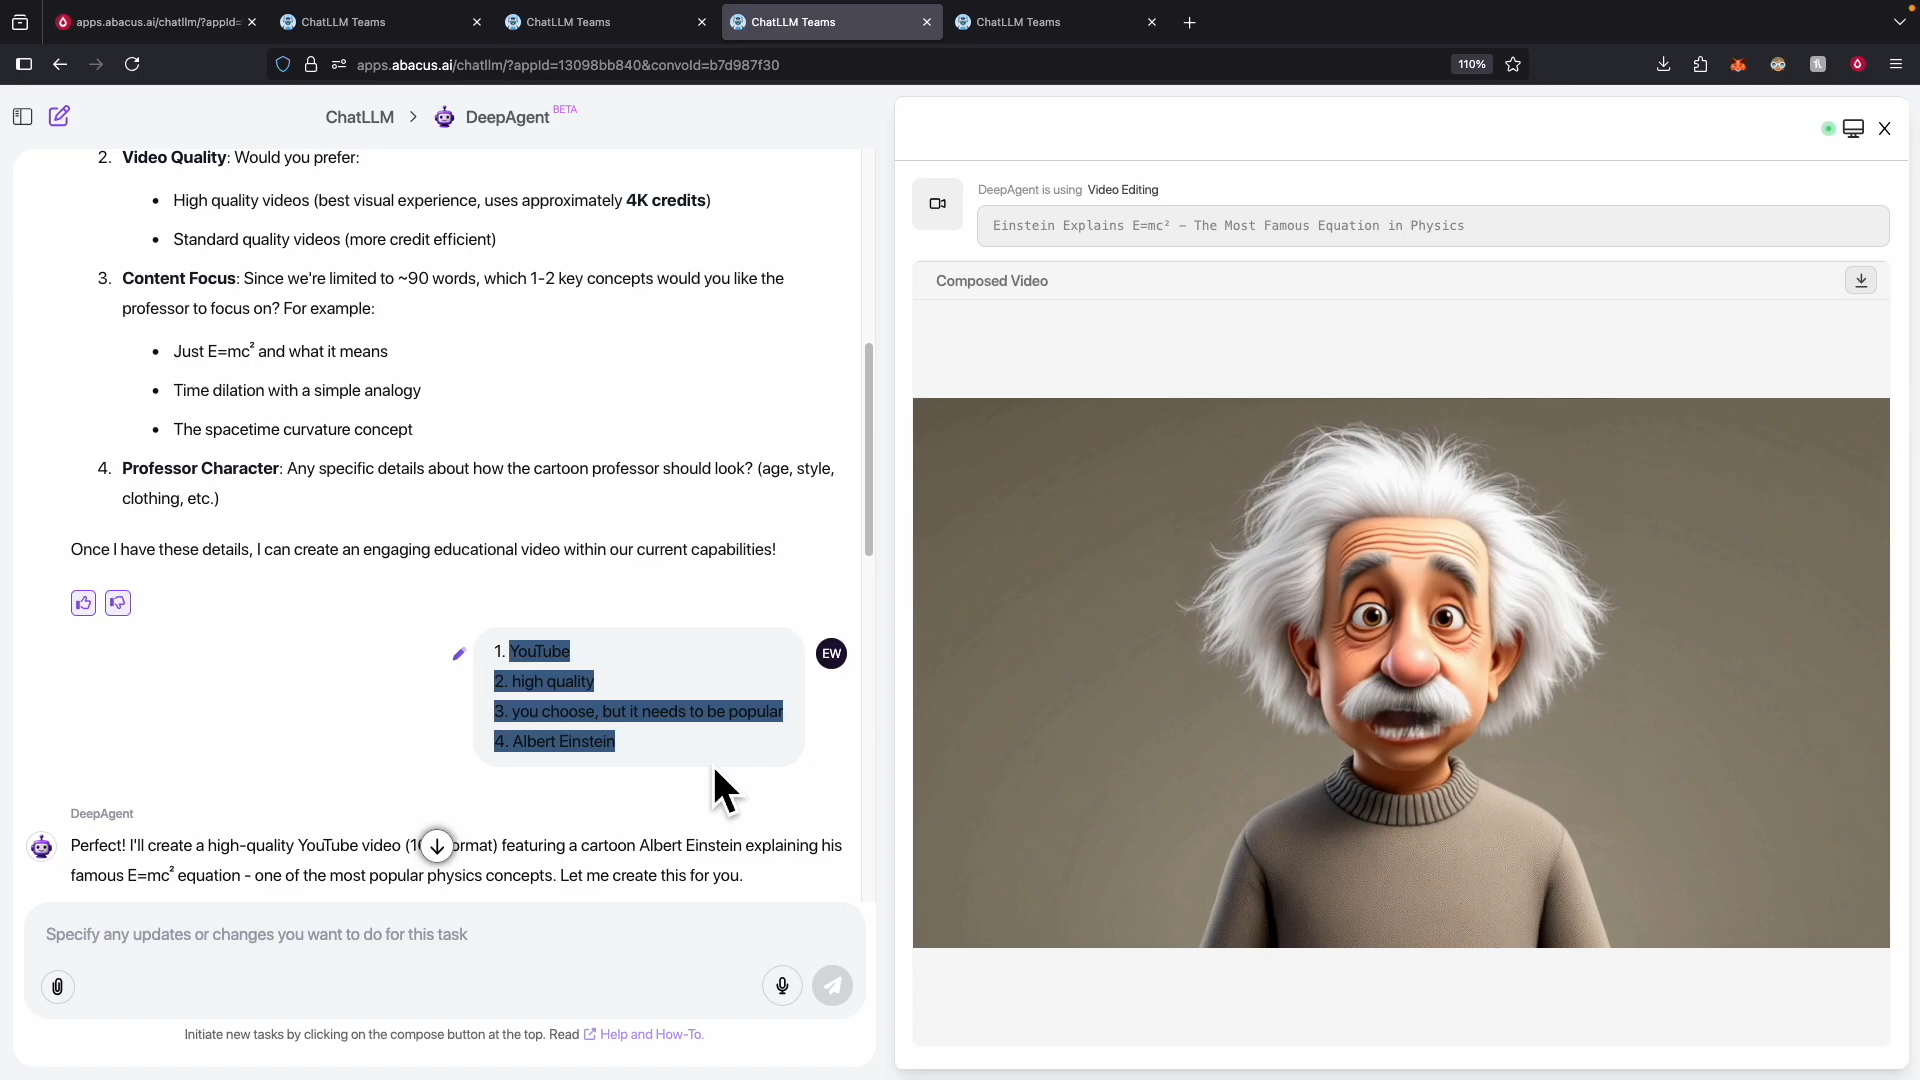 apps.abacus.ai/chatllm/?appId=
ChatLLM Teams
ChatLLM Teams
ChatLLM Teams
ChatLLM Teams
apps.abacus.ai/chatllm/?appId=13098bb840&convoId=b7d987f30
110%
ChatLLM > DeepAgent BETA
2. Video Quality: Would you prefer:
• High quality videos (best visual experience, uses approximately 4K credits)
• Standard quality videos (more credit efficient)
3. Content Focus: Since we're limited to ~90 words, which 1-2 key concepts would you like the
professor to focus on? For example:
• Just E=mc² and what it means
• Time dilation with a simple analogy
• The spacetime curvature concept
4. Professor Character: Any specific details about how the cartoon professor should look? (age, style,
clothing, etc.)
Once I have these details, I can create an engaging educational video within our current capabilities!
1. YouTube
2. high quality
3. you choose, but it needs to be popular
4. Albert Einstein
EW
DeepAgent
Perfect! I'll create a high-quality YouTube video featuring a cartoon Albert Einstein explaining his
famous E=mc² equation - one of the most popular physics concepts. Let me create this for you.
Specify any updates or changes you want to do for this task
Initiate new tasks by clicking on the compose button at the top. Read Help and How-To.
DeepAgent is using Video Editing
Einstein Explains E=mc² – The Most Famous Equation in Physics
Composed Video